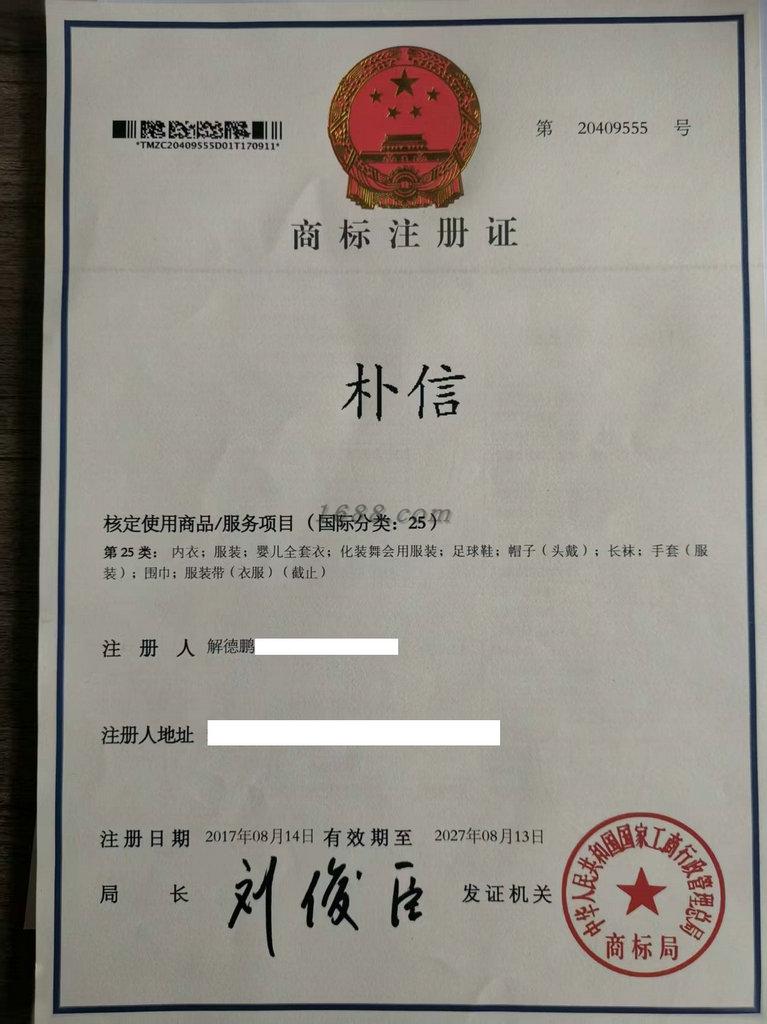 *TMZC20409555D01T170911*
第 20409555 号
商标注册证
朴信
1688.com
核定使用商品/服务项目（国际分类：25）
第25类：内衣；服装；婴儿全套衣；化装舞会用服装；足球鞋；帽子（头戴）；长袜；手套（服
装）；围巾；服装带（衣服）（截止）
注册人 解德鹏
注册人地址
注册日期 2017年08月14日 有效期至 2027年08月13日
局长 刘俊臣 发证机关
中华人民共和国国家工商行政管理总局
商标局